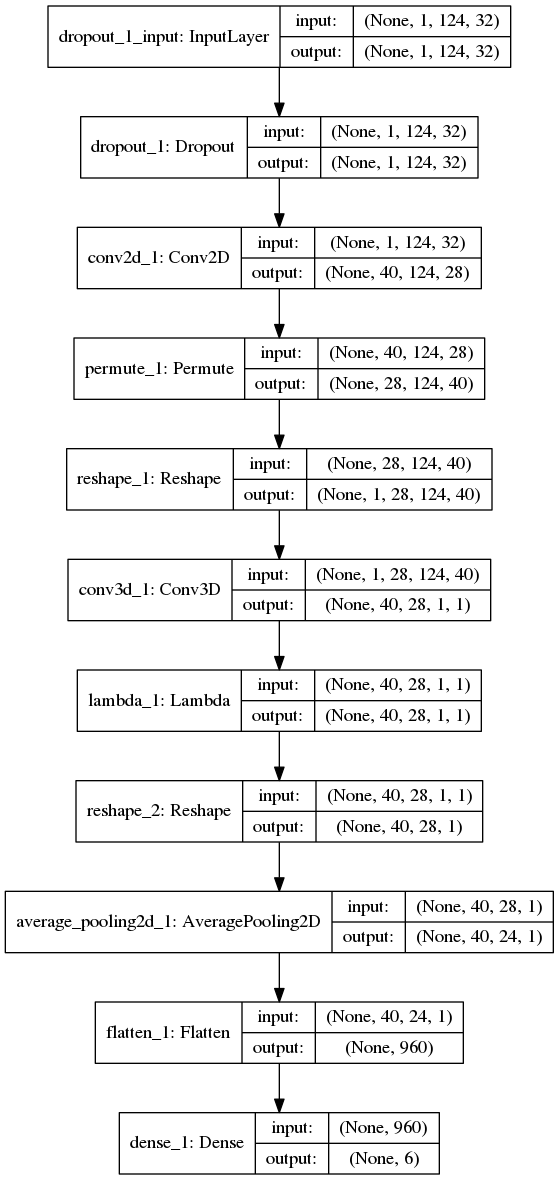 dropout_1_input: InputLayer
input: (None, 1, 124, 32)
output: (None, 1, 124, 32)
dropout_1: Dropout
input: (None, 1, 124, 32)
output: (None, 1, 124, 32)
conv2d_1: Conv2D
input: (None, 1, 124, 32)
output: (None, 40, 124, 28)
permute_1: Permute
input: (None, 40, 124, 28)
output: (None, 28, 124, 40)
reshape_1: Reshape
input: (None, 28, 124, 40)
output: (None, 1, 28, 124, 40)
conv3d_1: Conv3D
input: (None, 1, 28, 124, 40)
output: (None, 40, 28, 1, 1)
lambda_1: Lambda
input: (None, 40, 28, 1, 1)
output: (None, 40, 28, 1, 1)
reshape_2: Reshape
input: (None, 40, 28, 1, 1)
output: (None, 40, 28, 1)
average_pooling2d_1: AveragePooling2D
input: (None, 40, 28, 1)
output: (None, 40, 24, 1)
flatten_1: Flatten
input: (None, 40, 24, 1)
output: (None, 960)
dense_1: Dense
input: (None, 960)
output: (None, 6)